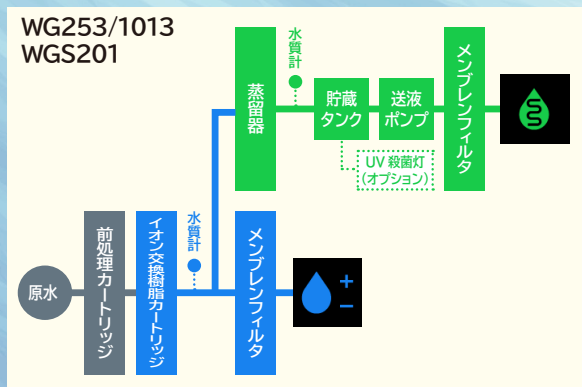 WG253/1013
WGS201
水質計
蒸留器
貯蔵
タンク
送液
ポンプ
メンブレンフィルタ
UV 殺菌灯
(オプション)
原水
前処理カートリッジ
イオン交換樹脂カートリッジ
水質計
メンブレンフィルタ
+
−